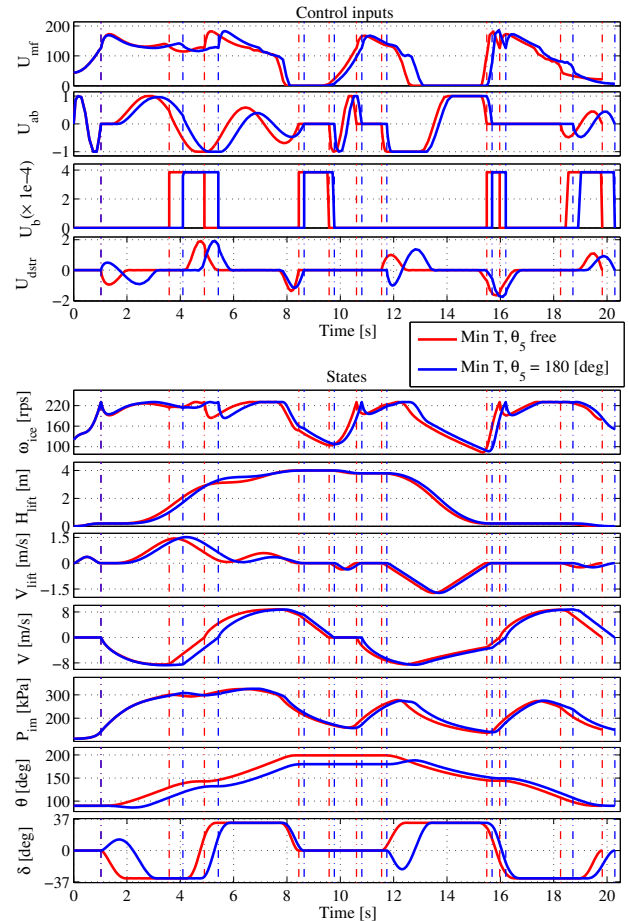 Control inputs
U_mf
200
100
0
U_ab
1
0
−1
U_b(× 1e−4)
4
2
0
U_dstr
2
0
−2
0 2 4 6 8 10 12 14 16 18 20
Time [s]
Min T, θ_5 free
Min T, θ_5 = 180 [deg]
States
ω_ice [rps]
220
160
100
H_lift [m]
4
2
0
V_lift [m/s]
1.5
0
−1.5
V [m/s]
8
0
−8
P_im [kPa]
300
200
θ [deg]
200
150
100
δ [deg]
37
0
−37
0 2 4 6 8 10 12 14 16 18 20
Time [s]